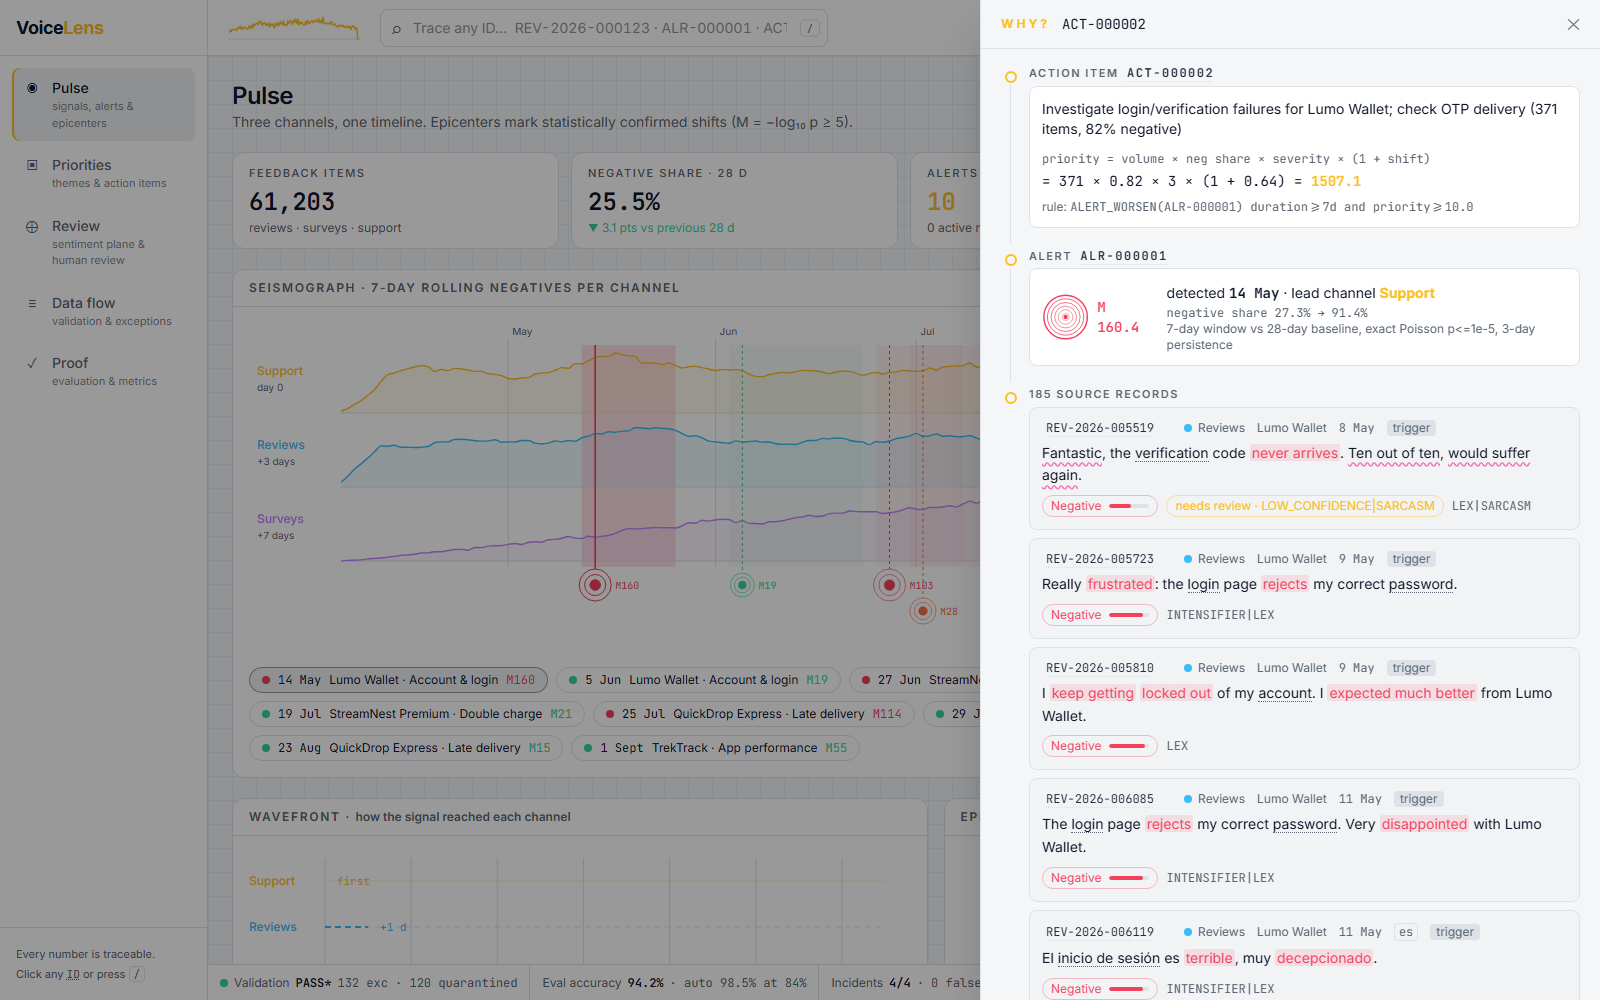 VoiceLens
Trace any ID... REV-2026-000123 · ALR-000001 · ACT
/
Pulse
signals, alerts &
epicenters
Priorities
themes & action items
Review
sentiment plane &
human review
Data flow
validation & exceptions
Proof
evaluation & metrics
Every number is traceable.
Click any ID or press /
Pulse
Three channels, one timeline. Epicenters mark statistically confirmed shifts (M = −log₁₀ p ≥ 5).
FEEDBACK ITEMS
61,203
reviews · surveys · support
NEGATIVE SHARE · 28 D
25.5%
▼ 3.1 pts vs previous 28 d
ALERTS
10
0 active
SEISMOGRAPH · 7-DAY ROLLING NEGATIVES PER CHANNEL
May Jun Jul
Support
day 0
Reviews
+3 days
Surveys
+7 days
M160 M19 M103
M28
14 May Lumo Wallet · Account & login M160
5 Jun Lumo Wallet · Account & login M19
27 Jun StreamN
19 Jul StreamNest Premium · Double charge M21
25 Jul QuickDrop Express · Late delivery M114
29 J
23 Aug QuickDrop Express · Late delivery M15
1 Sept TrekTrack · App performance M55
WAVEFRONT · how the signal reached each channel
EP
Support first
Reviews +1 d
Validation PASS* 132 exc · 120 quarantined
Eval accuracy 94.2% · auto 98.5% at 84%
Incidents 4/4 · 0 false
WHY? ACT-000002
ACTION ITEM ACT-000002
Investigate login/verification failures for Lumo Wallet; check OTP delivery (371
items, 82% negative)
priority = volume × neg share × severity × (1 + shift)
= 371 × 0.82 × 3 × (1 + 0.64) = 1507.1
rule: ALERT_WORSEN(ALR-000001) duration≥7d and priority≥10.0
ALERT ALR-000001
M
160.4
detected 14 May · lead channel Support
negative share 27.3% → 91.4%
7-day window vs 28-day baseline, exact Poisson p<=1e-5, 3-day
persistence
185 SOURCE RECORDS
REV-2026-005519 Reviews Lumo Wallet 8 May trigger
Fantastic, the verification code never arrives. Ten out of ten, would suffer
again.
Negative needs review · LOW_CONFIDENCE|SARCASM LEX|SARCASM
REV-2026-005723 Reviews Lumo Wallet 9 May trigger
Really frustrated: the login page rejects my correct password.
Negative INTENSIFIER|LEX
REV-2026-005810 Reviews Lumo Wallet 9 May trigger
I keep getting locked out of my account. I expected much better from Lumo
Wallet.
Negative LEX
REV-2026-006085 Reviews Lumo Wallet 11 May trigger
The login page rejects my correct password. Very disappointed with Lumo
Wallet.
Negative INTENSIFIER|LEX
REV-2026-006119 Reviews Lumo Wallet 11 May es trigger
El inicio de sesión es terrible, muy decepcionado.
Negative INTENSIFIER|LEX